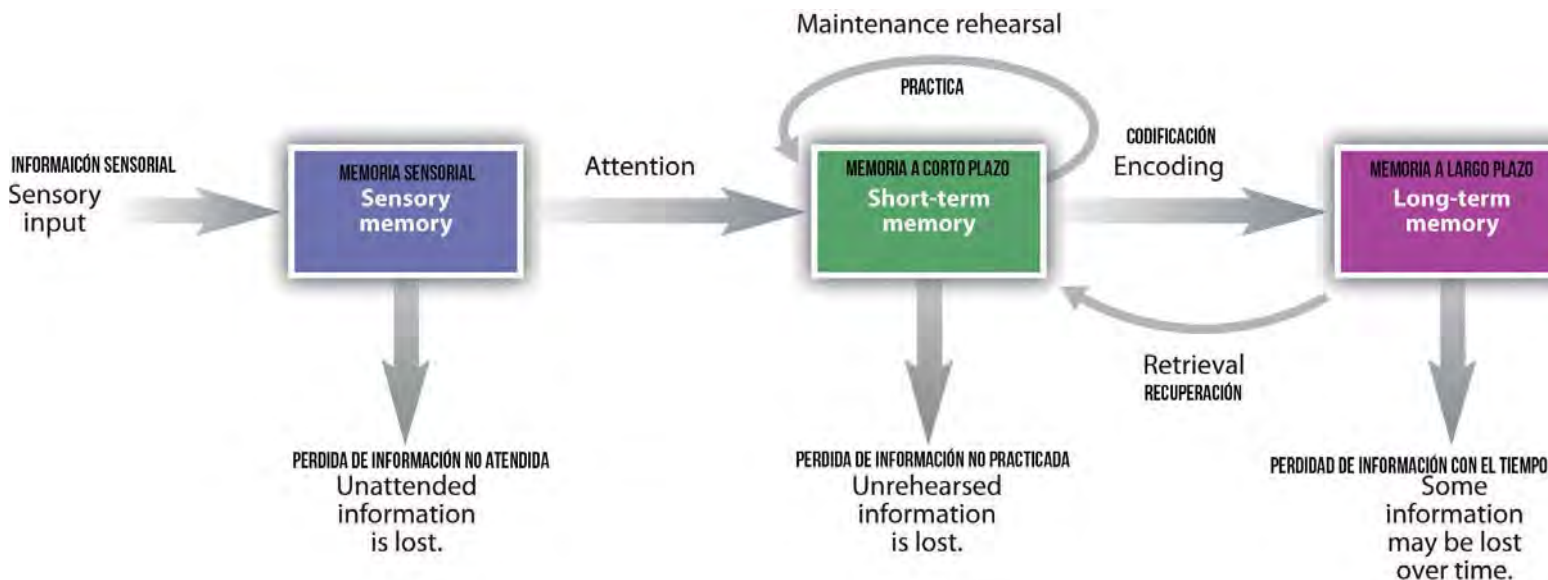 Maintenance rehearsal
PRACTICA
INFORMAICÓN SENSORIAL
Sensory
input
MEMORIA SENSORIAL
Sensory
memory
Attention
MEMORIA A CORTO PLAZO
Short-term
memory
CODIFICACIÓN
Encoding
MEMORIA A LARGO PLAZO
Long-term
memory
Retrieval
RECUPERACIÓN
PERDIDA DE INFORMACIÓN NO ATENDIDA
Unattended
information
is lost.
PERDIDA DE INFORMACIÓN NO PRACTICADA
Unrehearsed
information
is lost.
PERDIDAD DE INFORMACIÓN CON EL TIEMPO
Some
information
may be lost
over time.